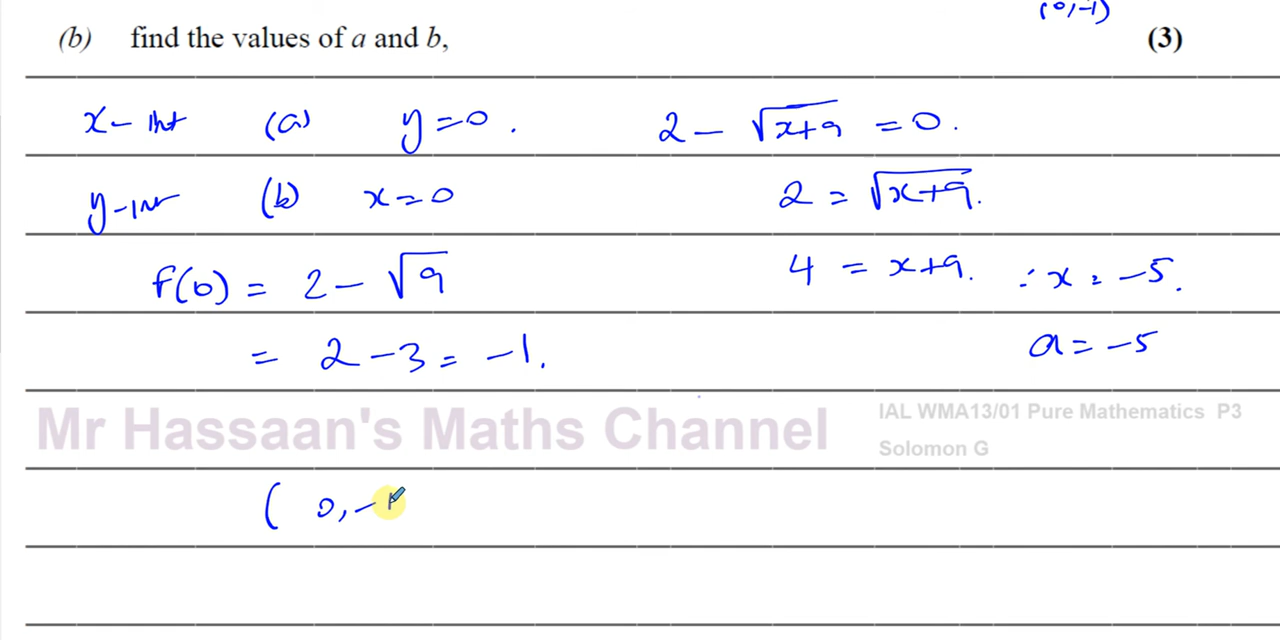 (0,-1)
(b) find the values of a and b, (3)
x-int (a) y=0. 2-√x+9 =0.
y-int (b) x=0 2=√x+9.
f(0)= 2-√9 4 = x+9. ∴x=-5.
= 2-3= -1. a=-5
Mr Hassaan's Maths Channel
IAL WMA13/01 Pure Mathematics P3
Solomon G
( 0,-1